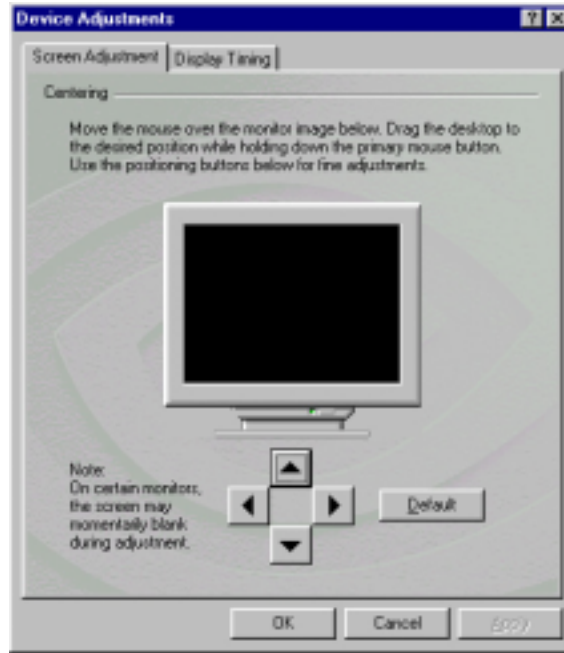 Device Adjustments
Screen Adjustment
Display Timing
Centering
Move the mouse over the monitor image below. Drag the desktop to
the desired position while holding down the primary mouse button.
Use the positioning buttons below for fine adjustments.
Note:
On certain monitors,
the screen may
momentarily blank
during adjustment.
Default
OK
Cancel
Apply